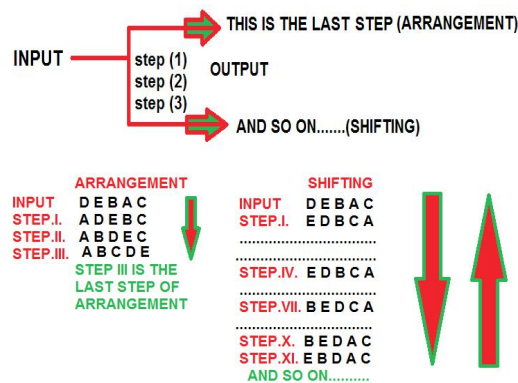 THIS IS THE LAST STEP (ARRANGEMENT)
INPUT
step (1)
step (2)
step (3)
OUTPUT
AND SO ON.......(SHIFTING)
ARRANGEMENT
INPUT D E B A C
STEP.I. A D E B C
STEP.II. A B D E C
STEP.III. A B C D E
STEP III IS THE
LAST STEP OF
ARRANGEMENT
SHIFTING
INPUT D E B A C
STEP.I. E D B C A
..................................
..................................
STEP.IV. E D B C A
..................................
STEP.VII. B E D C A
..................................
STEP.X. B E D A C
STEP.XI. E B D A C
AND SO ON..........